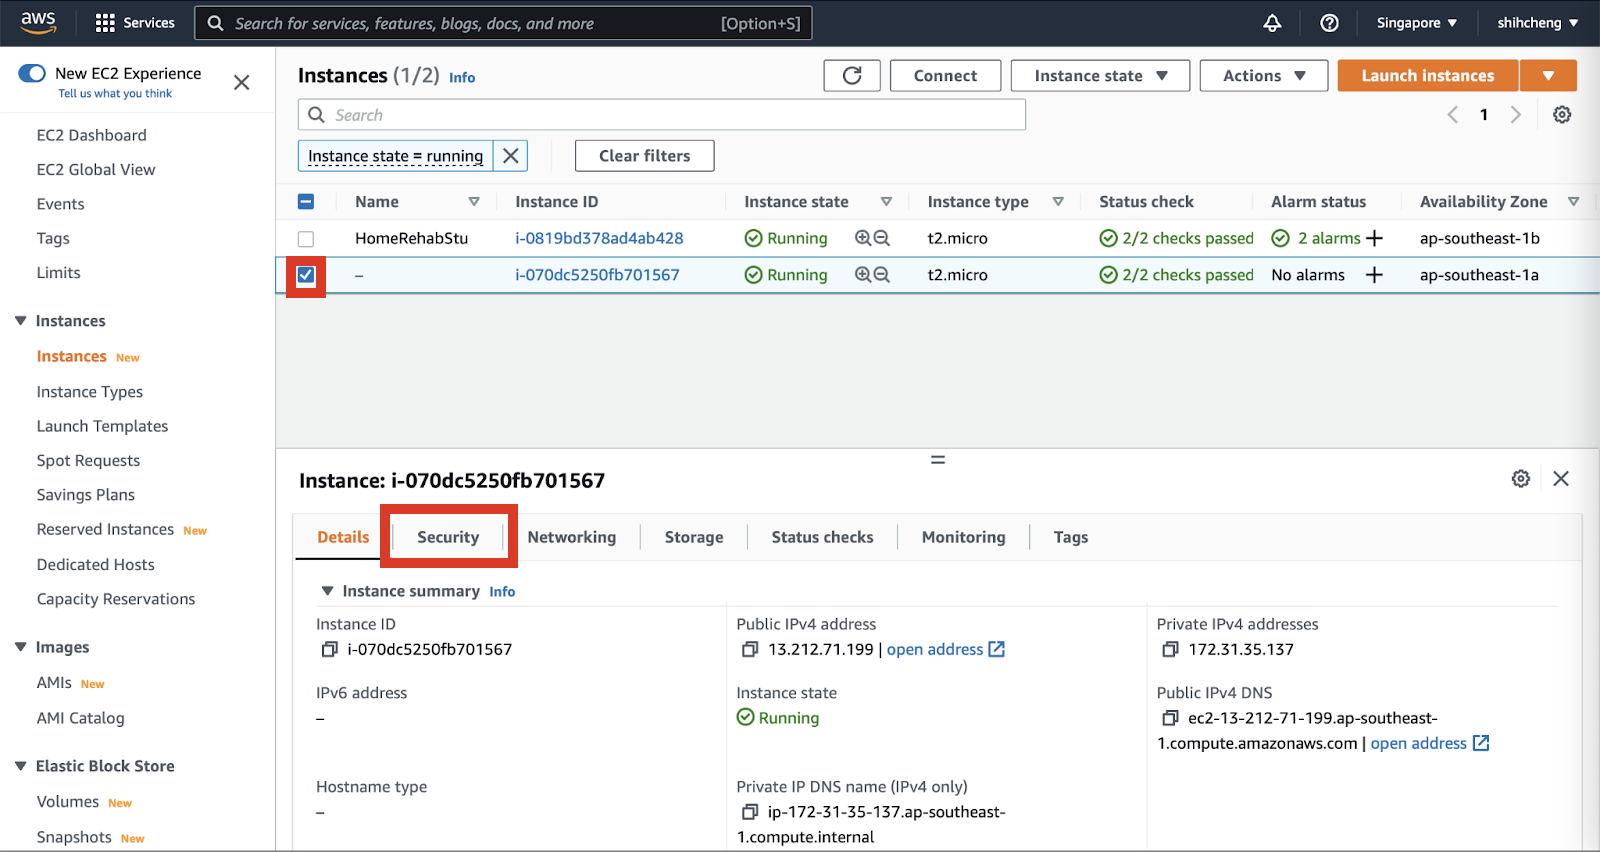 aws
Services
Search for services, features, blogs, docs, and more
[Option+S]
Singapore
shihcheng
New EC2 Experience
Tell us what you think
EC2 Dashboard
EC2 Global View
Events
Tags
Limits
Instances
Instances New
Instance Types
Launch Templates
Spot Requests
Savings Plans
Reserved Instances New
Dedicated Hosts
Capacity Reservations
Images
AMIs New
AMI Catalog
Elastic Block Store
Volumes New
Snapshots New
Instances (1/2) Info
Connect
Instance state
Actions
Launch instances
Search
1
Instance state = running
Clear filters
Name Instance ID Instance state Instance type Status check Alarm status Availability Zone
HomeRehabStu i-0819bd378ad4ab428 Running t2.micro 2/2 checks passed 2 alarms + ap-southeast-1b
– i-070dc5250fb701567 Running t2.micro 2/2 checks passed No alarms + ap-southeast-1a
Instance: i-070dc5250fb701567
Details Security Networking Storage Status checks Monitoring Tags
Instance summary Info
Instance ID
i-070dc5250fb701567
Public IPv4 address
13.212.71.199 | open address
Private IPv4 addresses
172.31.35.137
IPv6 address
–
Instance state
Running
Public IPv4 DNS
ec2-13-212-71-199.ap-southeast-
1.compute.amazonaws.com | open address
Hostname type
–
Private IP DNS name (IPv4 only)
ip-172-31-35-137.ap-southeast-
1.compute.internal